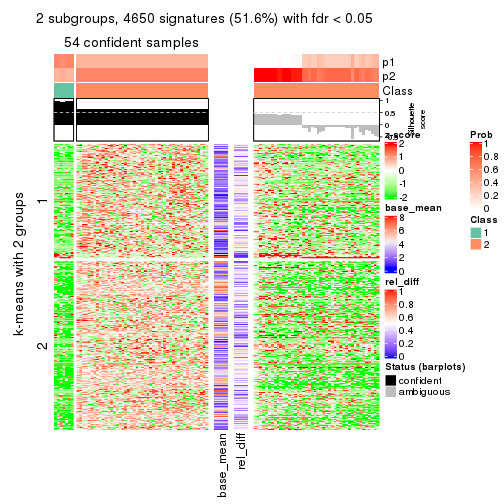 2 subgroups, 4650 signatures (51.6%) with fdr < 0.05
54 confident samples
p1
p2
Class
1
0.5
0
-0.5
Silhouette
score
k-means with 2 groups
1
2
base_mean
rel_diff
z-score
2
1
0
-1
-2
base_mean
8
6
4
2
0
rel_diff
1
0.8
0.6
0.4
0.2
0
Status (barplots)
confident
ambiguous
Prob
1
0.8
0.6
0.4
0.2
0
Class
1
2